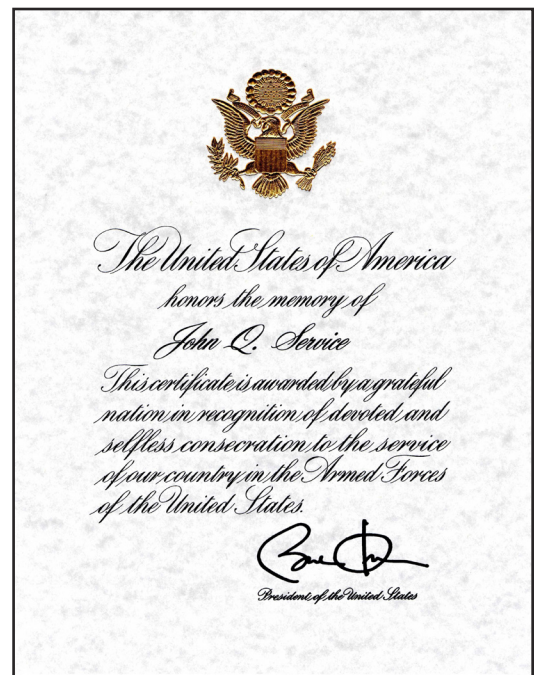 The United States of America
honors the memory of
John Q. Service
This certificate is awarded by a grateful
nation in recognition of devoted and
selfless consecration to the service
of our country in the Armed Forces
of the United States.
President of the United States